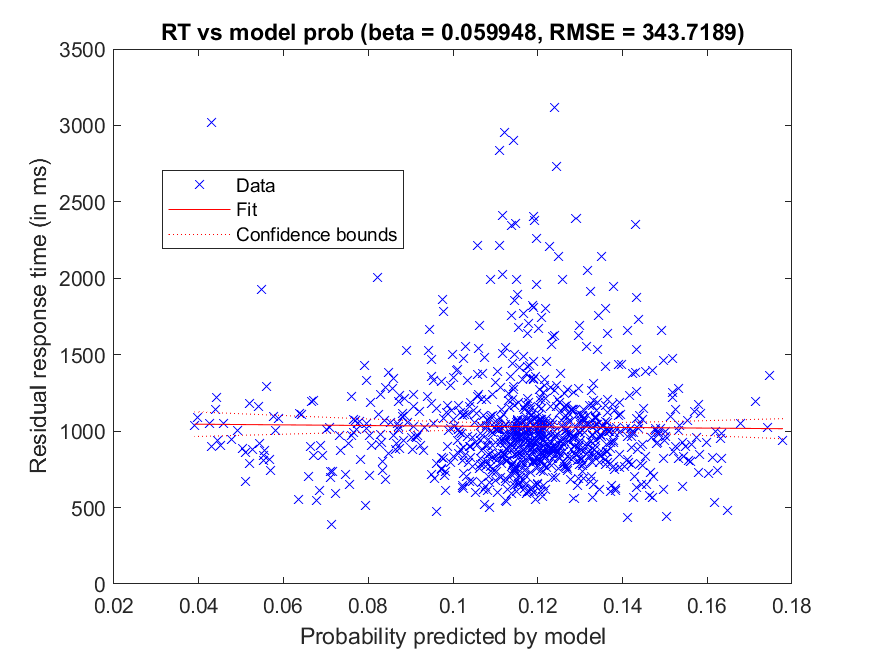 RT vs model prob (beta = 0.059948, RMSE = 343.7189)
3500
3000
2500
2000
1500
1000
500
0
Residual response time (in ms)
Data
Fit
Confidence bounds
0.02 0.04 0.06 0.08 0.1 0.12 0.14 0.16 0.18
Probability predicted by model